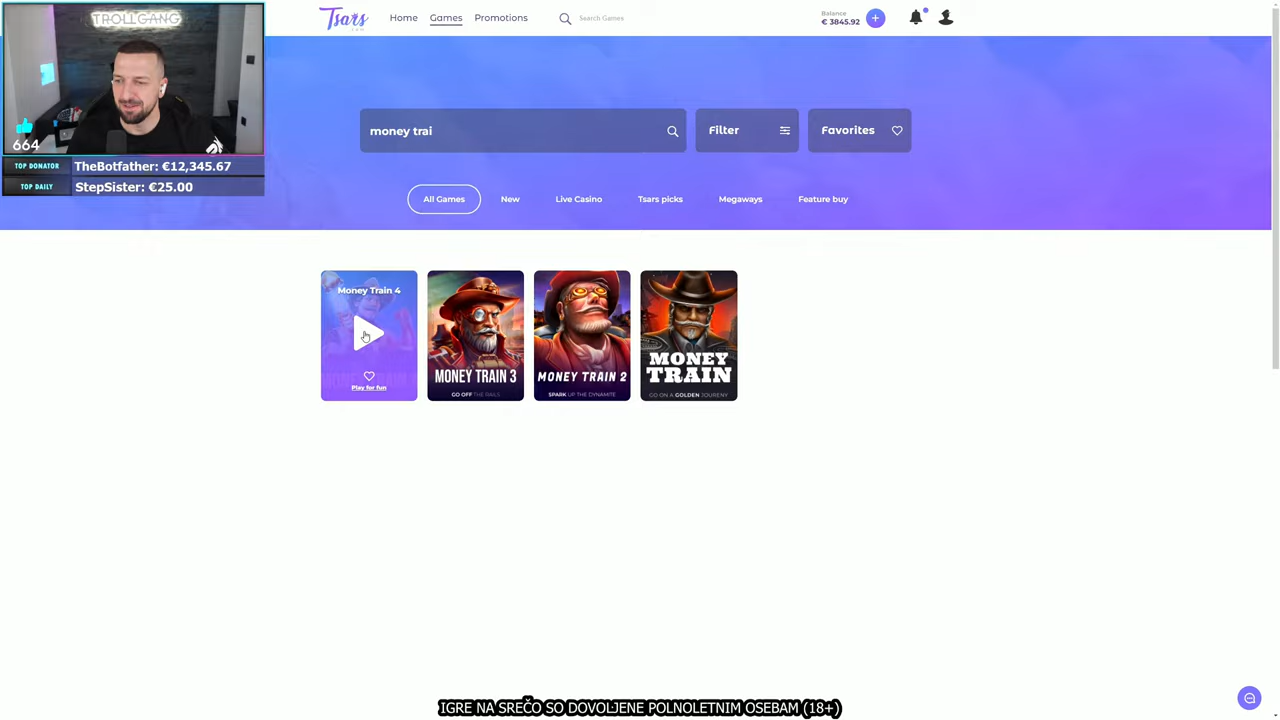 TROLLGANG
664
TOP DONATOR
TheBotfather: €12,345.67
TOP DAILY
StepSister: €25.00
Tsars
Home
Games
Promotions
Search Games
Balance
€ 3845.92
money trai
Filter
Favorites
All Games
New
Live Casino
Tsars picks
Megaways
Feature buy
Money Train 4
Play for fun
MONEY TRAIN 3
GO OFF THE RAILS
MONEY TRAIN 2
SPARK UP THE DYNAMITE
MONEY
TRAIN
GO ON A GOLDEN JOURENY
IGRE NA SREČO SO DOVOLJENE POLNOLETNIM OSEBAM (18+)